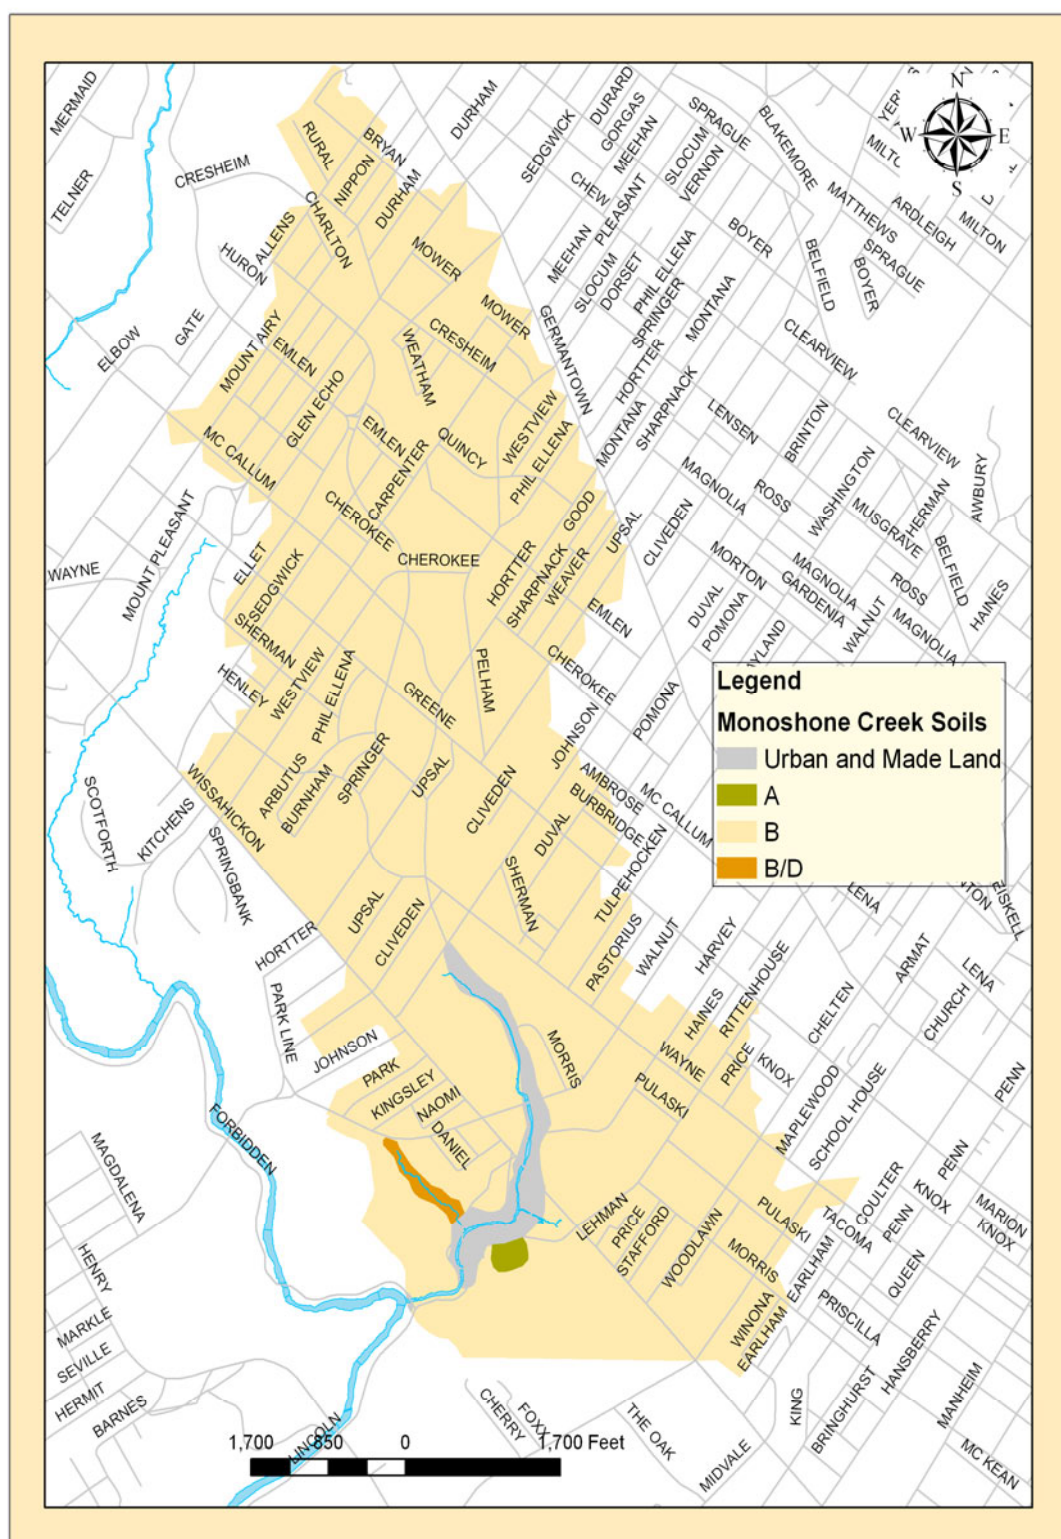 MERMAID
TELNER
CRESHEIM
RURAL
NIPPON
BRYAN
DURHAM
DURHAM
SEDGWICK
DURARD
GORGAS
MEEHAN
SPRAGUE
SLOCUM
VERNON
BLAKEMORE
N
W
E
S
MATTHEWS
ARDLEIGH
MILTON
SPRAGUE
BOYER
BELFIELD
BOYER
CHEW
PLEASANT
MEEHAN
SLOCUM
DORSET
PHIL ELLENA
SPRINGER
MONTANA
HORTTER
SHARPNACK
MONTANA
GERMANTOWN
ALLENS
HURON
CHARLTON
MOWER
MOWER
CRESHEIM
WEATHAM
GATE
ELBOW
MOUNT AIRY
EMLEN
GLEN ECHO
EMLEN
CARPENTER
QUINCY
WESTVIEW
PHIL ELLENA
MC CALLUM
CHEROKEE
CHEROKEE
GOOD
UPSAL
CLIVEDEN
CLEARVIEW
CLEARVIEW
LENSEN
BRINTON
MAGNOLIA
ROSS
WASHINGTON
MUSGRAVE
HERMAN
AWBURY
BELFIELD
HAINES
MORTON
MAGNOLIA
GARDENIA
ROSS
MAGNOLIA
WALNUT
DUVAL
POMONA
WAYNE
MOUNT PLEASANT
ELLET
SEDGWICK
SHERMAN
HENLEY
WESTVIEW
PHIL ELLENA
HORTTER
SHARPNACK
WEAVER
EMLEN
CHEROKEE
PELHAM
GREENE
POMONA
JOHNSON
AMBROSE
BURBRIDGE
MC CALLUM
Legend
Monoshone Creek Soils
Urban and Made Land
A
B
B/D
SCOTFORTH
KITCHENS
WISSAHICKON
SPRINGBANK
ARBUTUS
BURNHAM
SPRINGER
UPSAL
CLIVEDEN
DUVAL
SHERMAN
TULPEHOCKEN
PASTORIUS
WALNUT
HARVEY
LENA
HORTTER
UPSAL
CLIVEDEN
PARK LINE
JOHNSON
PARK
KINGSLEY
NAOMI
DANIEL
MORRIS
WAYNE
HAINES
RITTENHOUSE
PRICE
KNOX
PULASKI
CHELTEN
ARMAT
CHURCH
LENA
PENN
MAPLEWOOD
SCHOOL HOUSE
FORBIDDEN
MAGDALENA
HENRY
MARKLE
SEVILLE
HERMIT
BARNES
LEHMAN
PRICE
STAFFORD
WOODLAWN
PULASKI
MORRIS
TACOMA
COULTER
PENN
KNOX
PENN
MARION
KNOX
QUEEN
EARLHAM
WINONA
EARLHAM
PRISCILLA
HANSBERRY
KING
BRINGHURST
MANHEIM
MC KEAN
LINCOLN
CHERRY
FOXX
THE OAK
MIDVALE
1,700 850 0 1,700 Feet